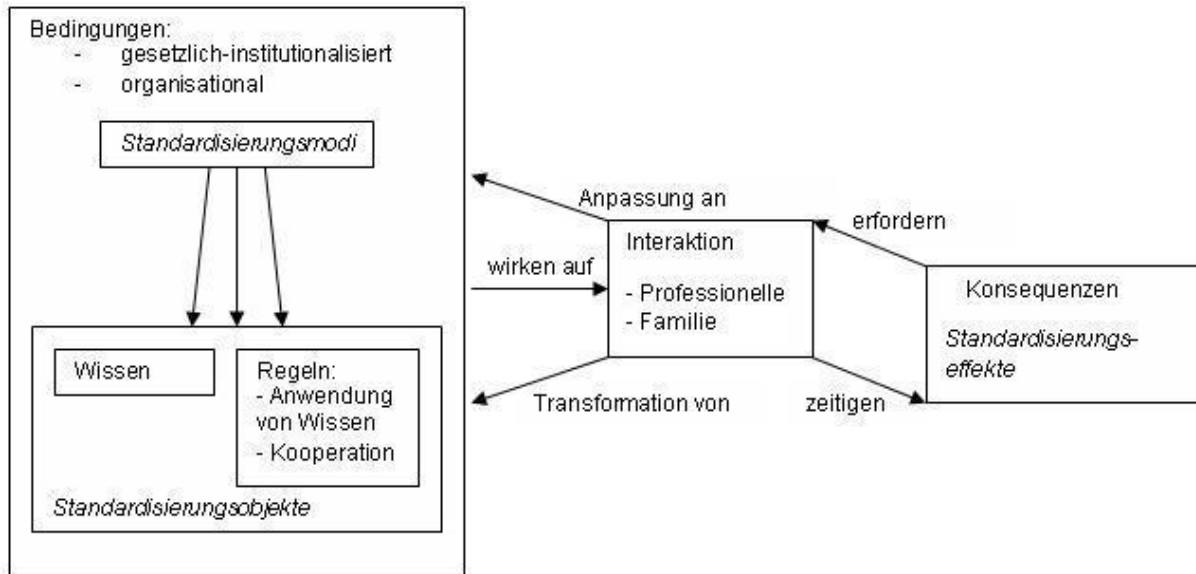 Bedingungen:
- gesetzlich-institutionalisiert
- organisational
Standardisierungsmodi
Wissen
Regeln:
- Anwendung
von Wissen
- Kooperation
Standardisierungsobjekte
Anpassung an
wirken auf
Transformation von
Interaktion
- Professionelle
- Familie
erfordern
zeitigen
Konsequenzen
Standardisierungs-
effekte